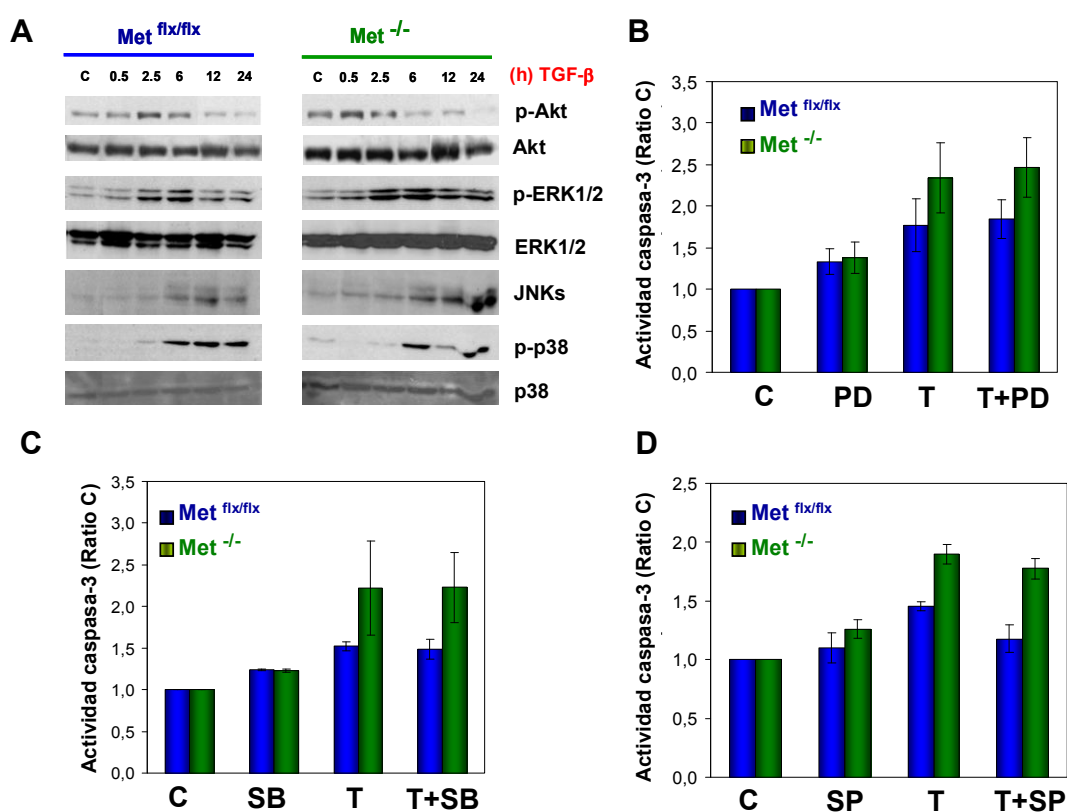 A
Met flx/flx
Met -/-
C 0.5 2.5 6 12 24
C 0.5 2.5 6 12 24
(h) TGF-β
p-Akt
Akt
p-ERK1/2
ERK1/2
JNKs
p-p38
p38
B
Actividad caspasa-3 (Ratio C)
3,5
3,0
2,5
2,0
1,5
1,0
0,5
0,0
Met flx/flx
Met -/-
C PD T T+PD
C
Actividad caspasa-3 (Ratio C)
3,5
3,0
2,5
2,0
1,5
1,0
0,5
0,0
Met flx/flx
Met -/-
C SB T T+SB
D
Actividad caspasa-3 (Ratio C)
2,5
2,0
1,5
1,0
0,5
0,0
Met flx/flx
Met -/-
C SP T T+SP